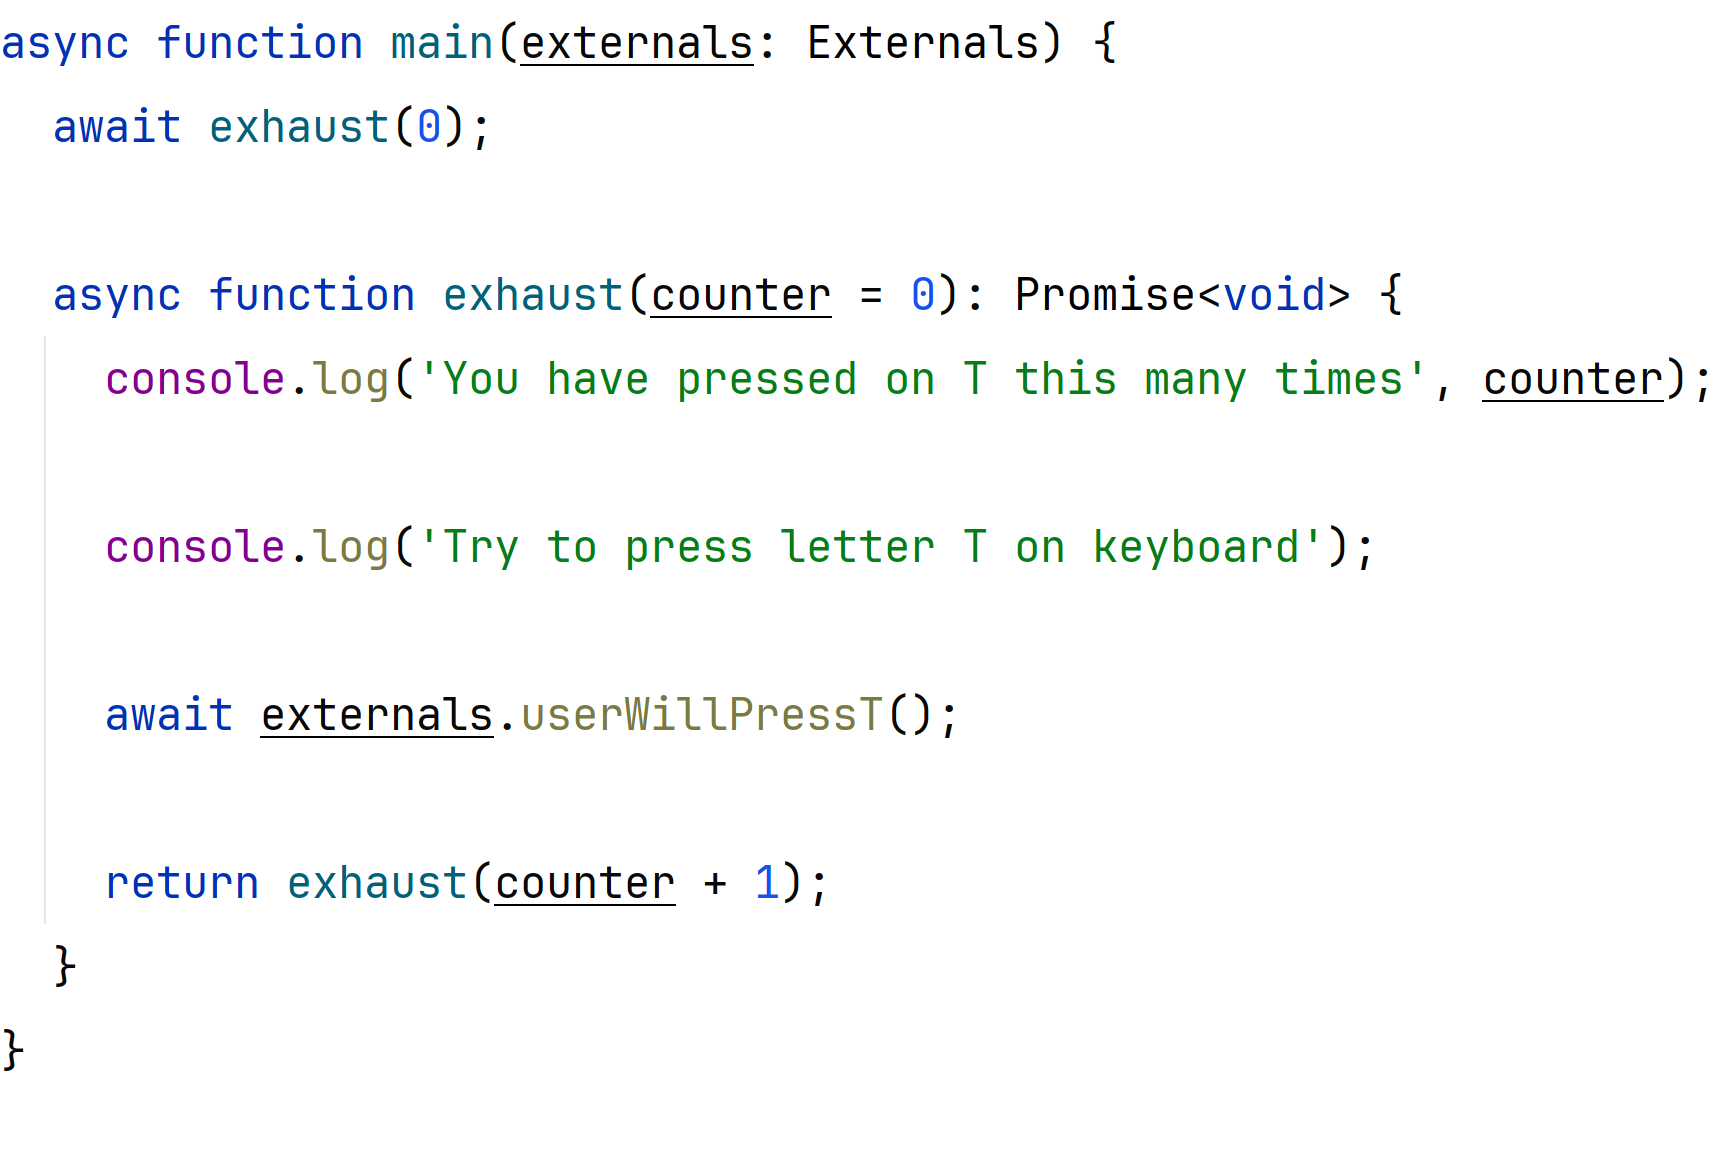 async function main(externals: Externals) {
  await exhaust(0);

  async function exhaust(counter = 0): Promise<void> {
    console.log('You have pressed on T this many times', counter);

    console.log('Try to press letter T on keyboard');

    await externals.userWillPressT();

    return exhaust(counter + 1);
  }
}